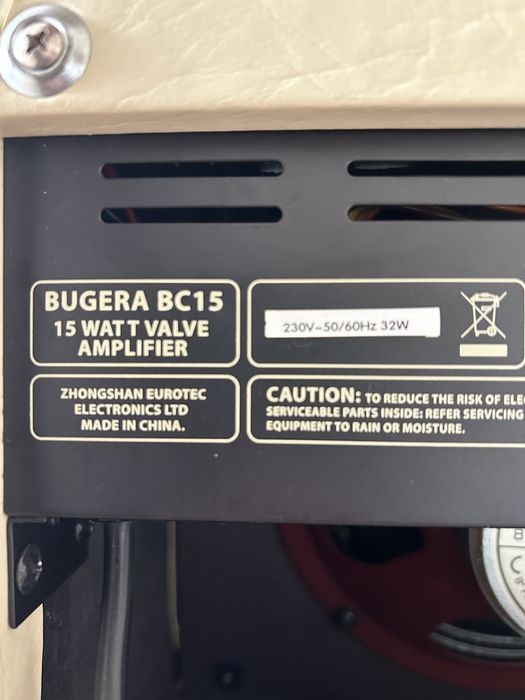 BUGERA BC15
15 WATT VALVE
AMPLIFIER
230V~50/60Hz 32W
ZHONGSHAN EUROTEC
ELECTRONICS LTD
MADE IN CHINA.
CAUTION: TO REDUCE THE RISK OF
SERVICEABLE PARTS INSIDE: REFER SERVICING
EQUIPMENT TO RAIN OR MOISTURE.